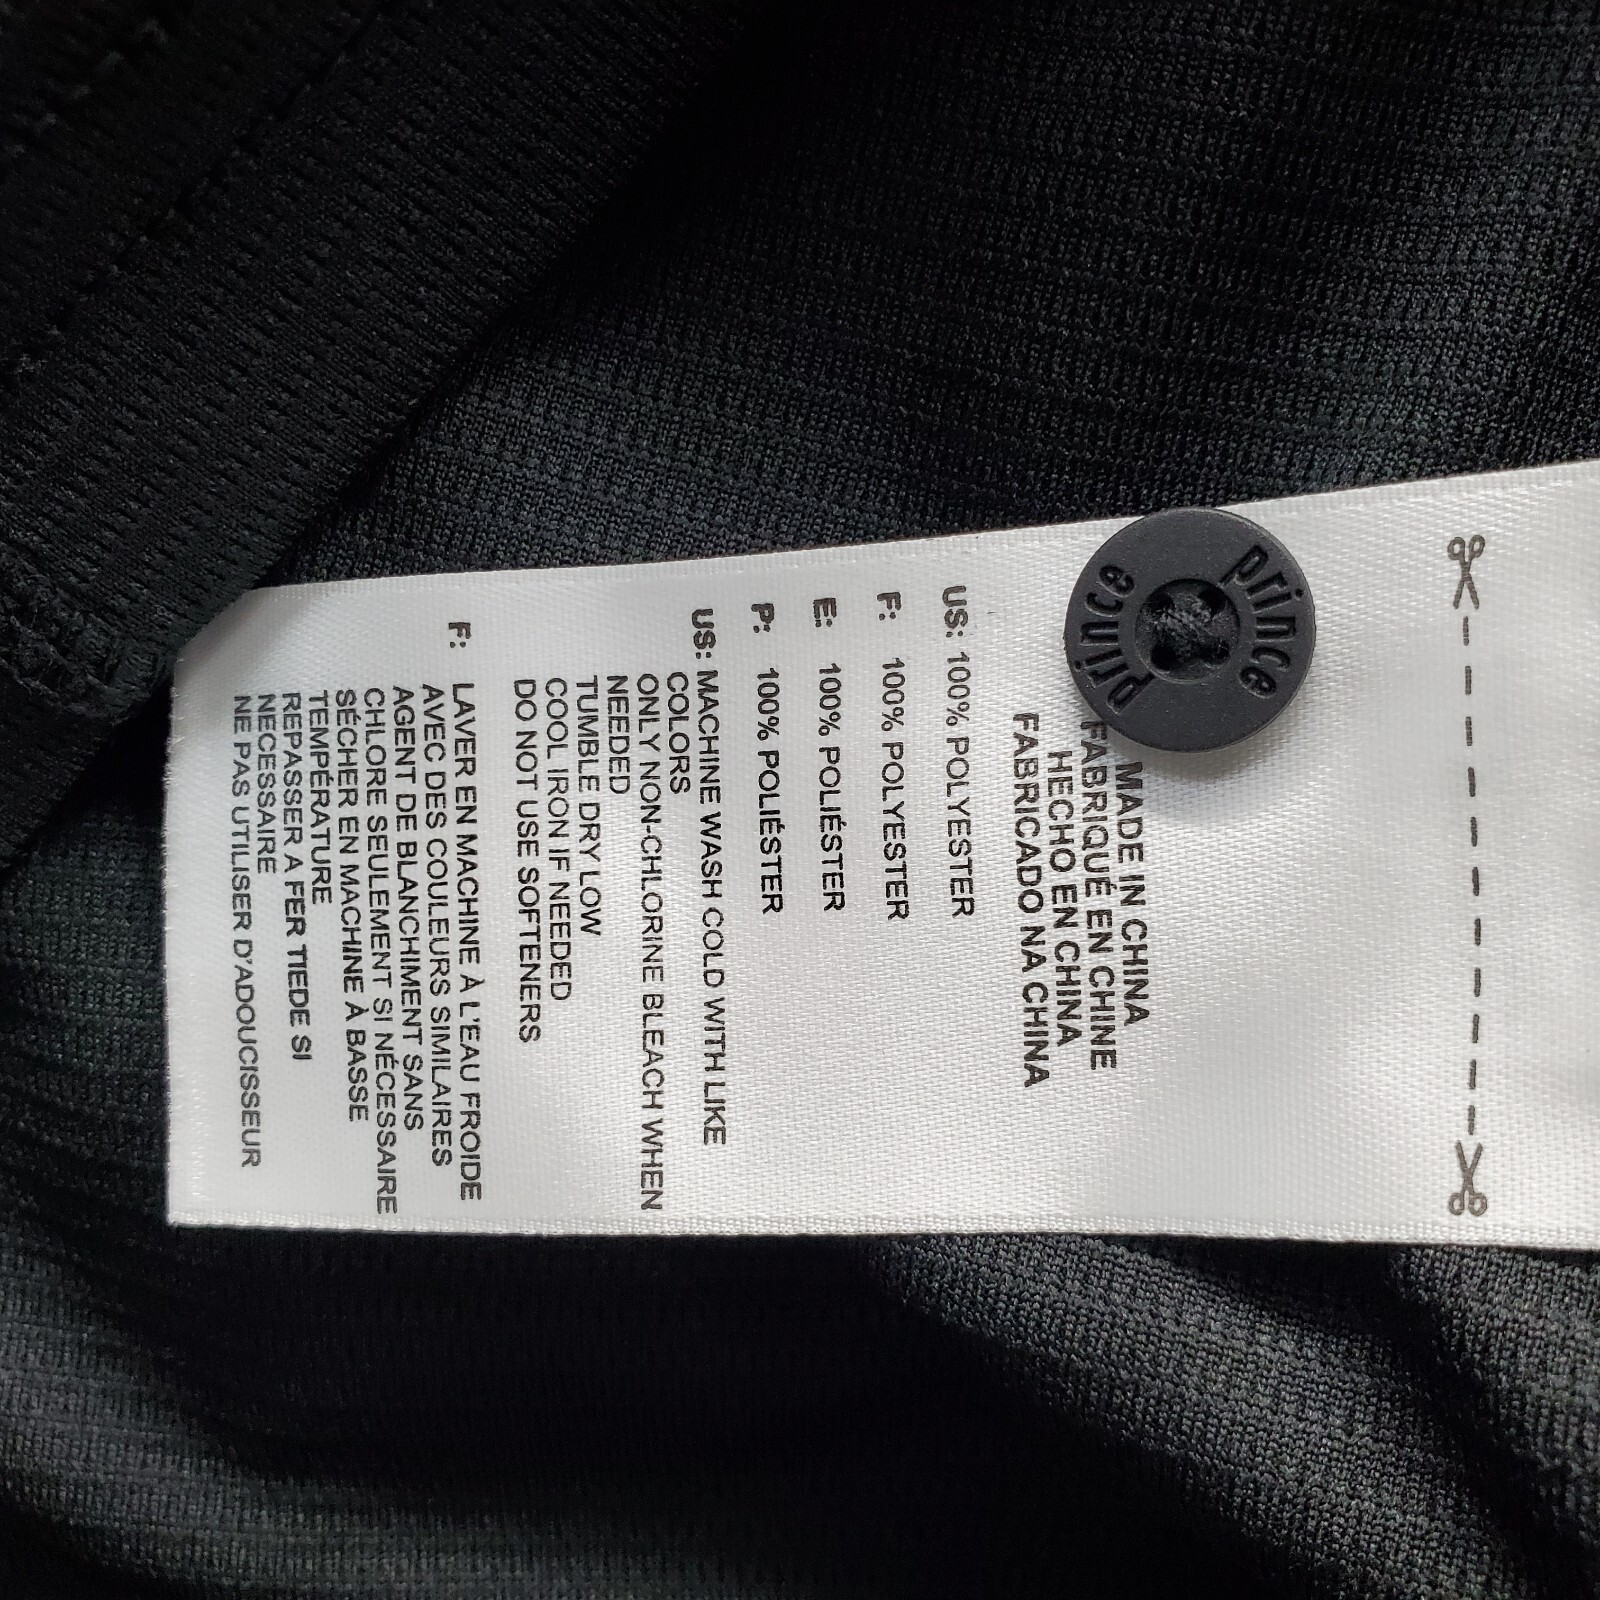 prince
prince
MADE IN CHINA
FABRIQUÉ EN CHINE
HECHO EN CHINA
FABRICADO NA CHINA
US: 100% POLYESTER
F: 100% POLYESTER
E: 100% POLIÉSTER
P: 100% POLIÉSTER
US: MACHINE WASH COLD WITH LIKE
COLORS
ONLY NON-CHLORINE BLEACH WHEN
NEEDED
TUMBLE DRY LOW
COOL IRON IF NEEDED
DO NOT USE SOFTENERS
F: LAVER EN MACHINE À L'EAU FROIDE
AVEC DES COULEURS SIMILAIRES
AGENT DE BLANCHIMENT SANS
CHLORE SEULEMENT SI NÉCESSAIRE
SÉCHER EN MACHINE À BASSE
TEMPÉRATURE
REPASSER A FER TIEDE SI
NECESSAIRE
NE PAS UTILISER D'ADOUCISSEUR